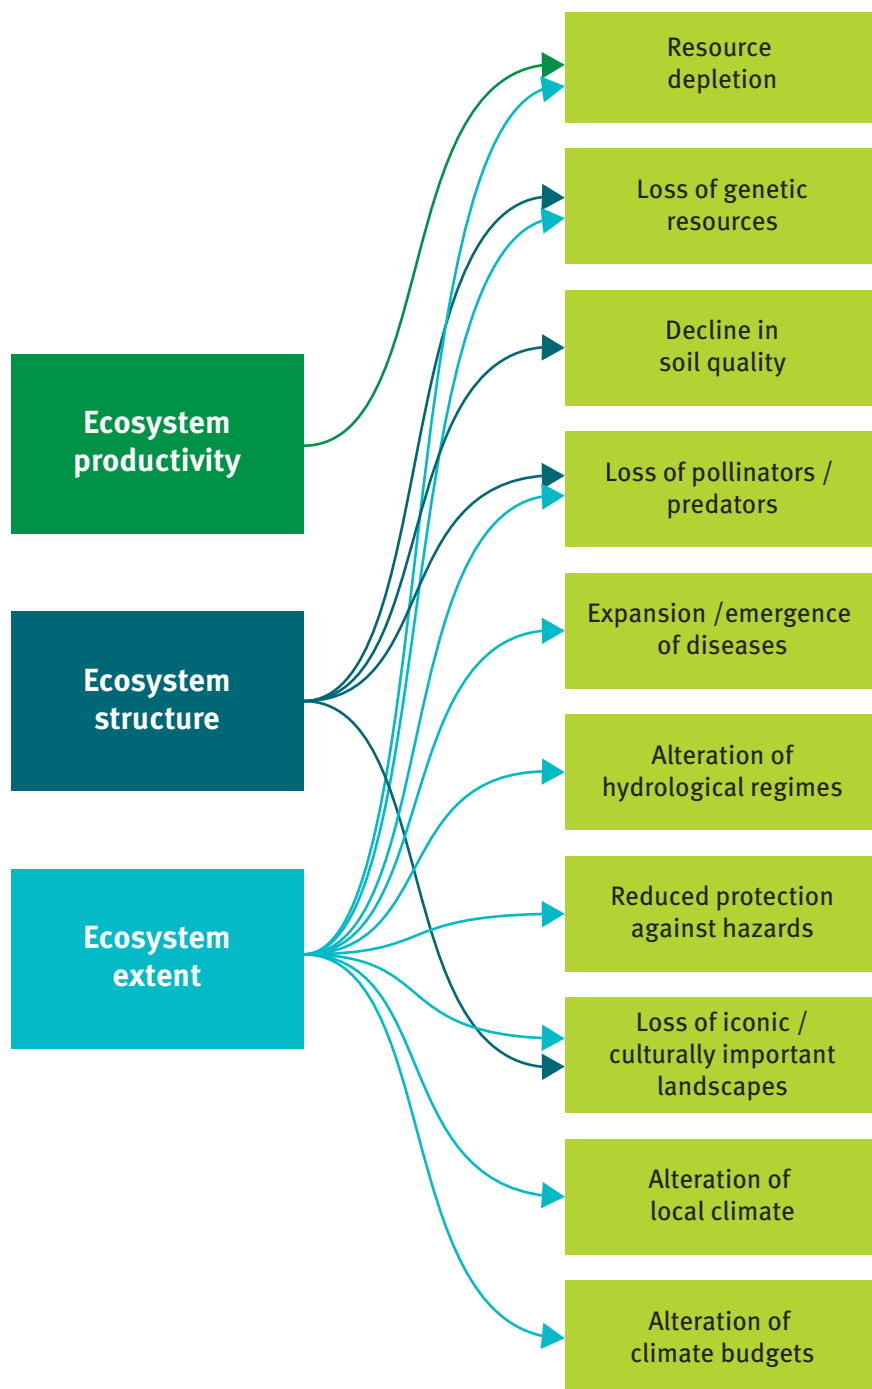 Resource
depletion
Loss of genetic
resources
Decline in
soil quality
Ecosystem
productivity
Loss of pollinators /
predators
Expansion /emergence
of diseases
Ecosystem
structure
Alteration of
hydrological regimes
Reduced protection
against hazards
Ecosystem
extent
Loss of iconic /
culturally important
landscapes
Alteration of
local climate
Alteration of
climate budgets